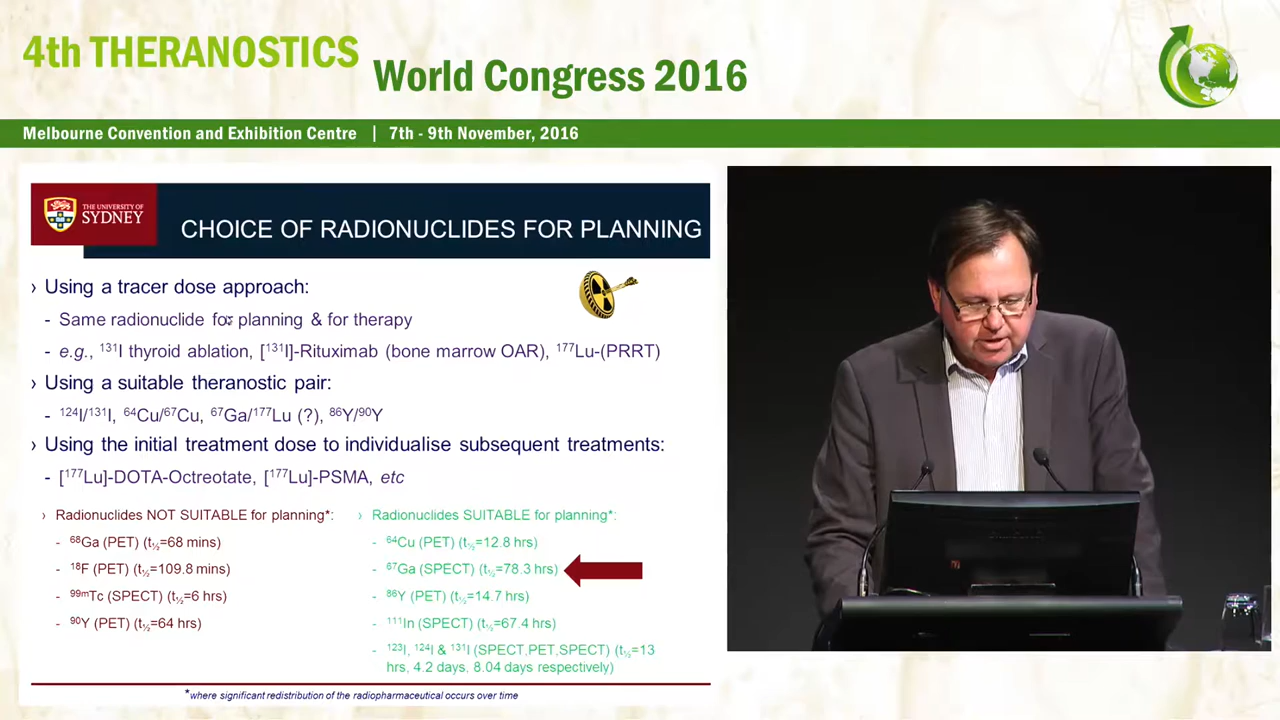 4th THERANOSTICS
World Congress 2016
Melbourne Convention and Exhibition Centre | 7th - 9th November, 2016
THE UNIVERSITY OF
SYDNEY
CHOICE OF RADIONUCLIDES FOR PLANNING
› Using a tracer dose approach:
- Same radionuclide for planning & for therapy
- e.g., ¹³¹I thyroid ablation, [¹³¹I]-Rituximab (bone marrow OAR), ¹⁷⁷Lu-(PRRT)
› Using a suitable theranostic pair:
- ¹²⁴I/¹³¹I, ⁶⁴Cu/⁶⁷Cu, ⁶⁷Ga/¹⁷⁷Lu (?), ⁸⁶Y/⁹⁰Y
› Using the initial treatment dose to individualise subsequent treatments:
- [¹⁷⁷Lu]-DOTA-Octreotate, [¹⁷⁷Lu]-PSMA, etc
› Radionuclides NOT SUITABLE for planning*:
- ⁶⁸Ga (PET) (t½=68 mins)
- ¹⁸F (PET) (t½=109.8 mins)
- ⁹⁹ᵐTc (SPECT) (t½=6 hrs)
- ⁹⁰Y (PET) (t½=64 hrs)
› Radionuclides SUITABLE for planning*:
- ⁶⁴Cu (PET) (t½=12.8 hrs)
- ⁶⁷Ga (SPECT) (t½=78.3 hrs)
- ⁸⁶Y (PET) (t½=14.7 hrs)
- ¹¹¹In (SPECT) (t½=67.4 hrs)
- ¹²³I, ¹²⁴I & ¹³¹I (SPECT,PET,SPECT) (t½=13
hrs, 4.2 days, 8.04 days respectively)
*where significant redistribution of the radiopharmaceutical occurs over time